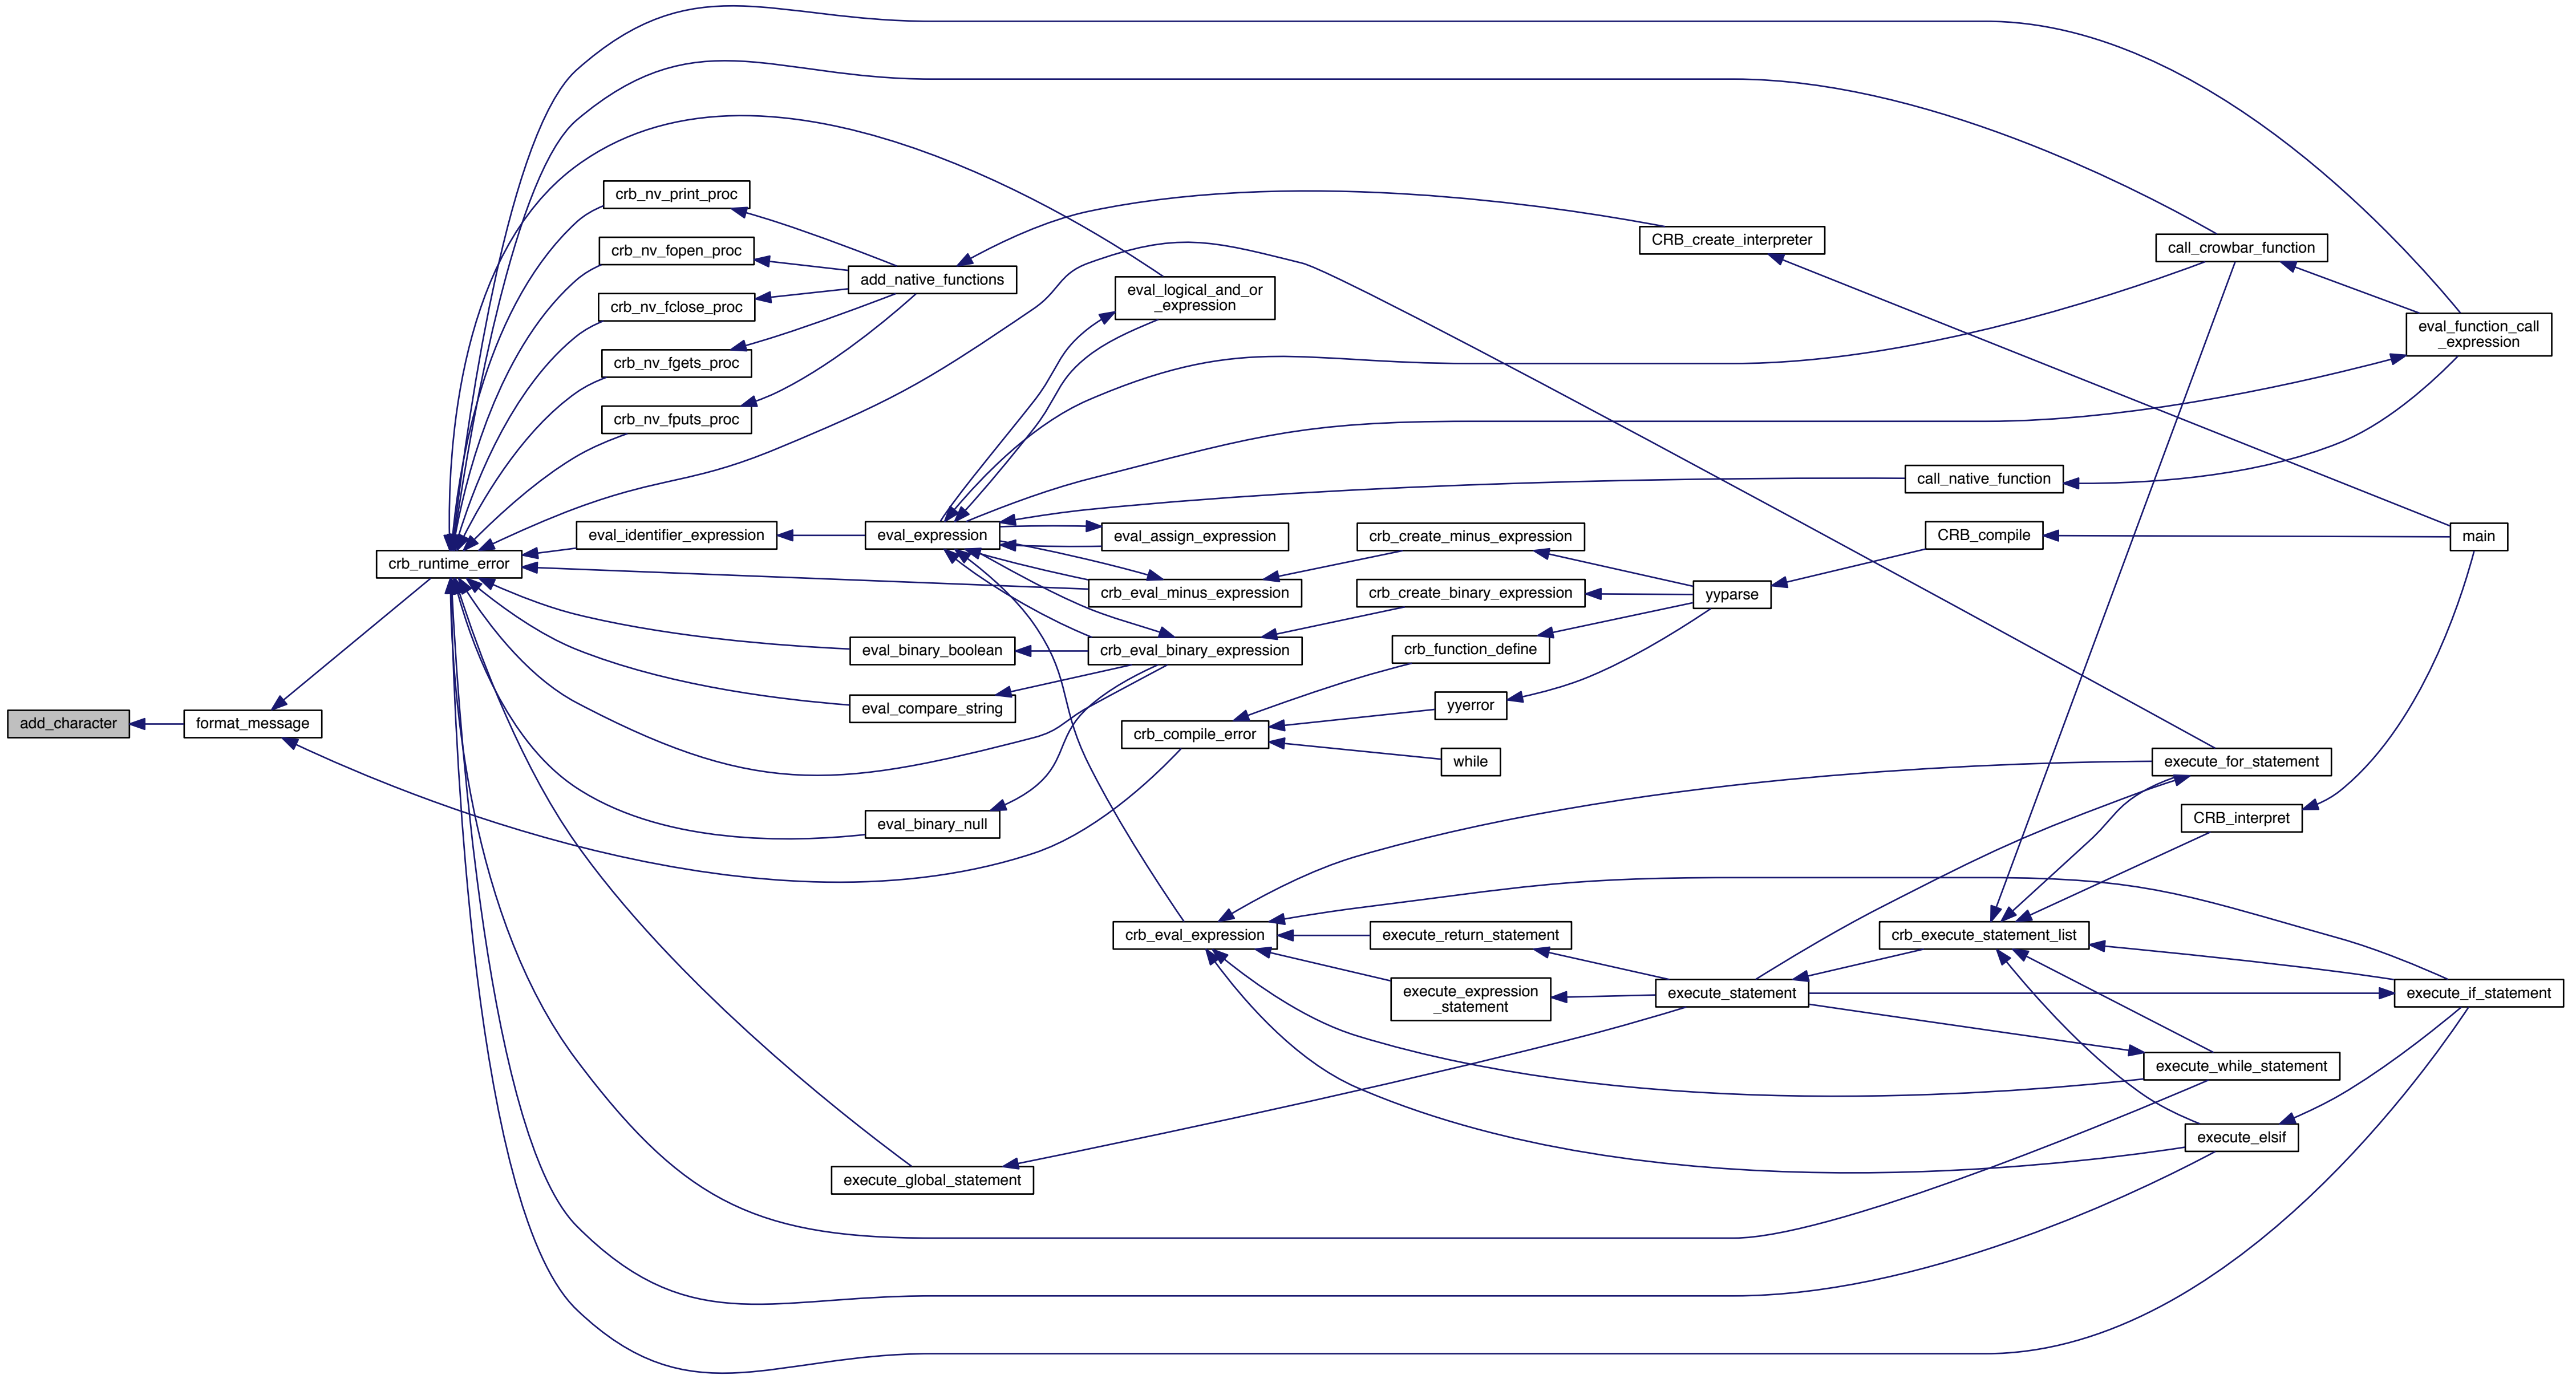 add_character
format_message
crb_runtime_error
crb_nv_print_proc
crb_nv_fopen_proc
crb_nv_fclose_proc
crb_nv_fgets_proc
crb_nv_fputs_proc
eval_identifier_expression
add_native_functions
eval_expression
eval_binary_boolean
eval_compare_string
eval_binary_null
execute_global_statement
eval_logical_and_or
_expression
eval_assign_expression
crb_eval_minus_expression
crb_eval_binary_expression
crb_compile_error
crb_eval_expression
crb_create_minus_expression
crb_create_binary_expression
crb_function_define
yyerror
while
execute_return_statement
execute_expression
_statement
CRB_create_interpreter
yyparse
execute_statement
call_native_function
CRB_compile
crb_execute_statement_list
call_crowbar_function
execute_for_statement
CRB_interpret
execute_while_statement
execute_elsif
eval_function_call
_expression
main
execute_if_statement